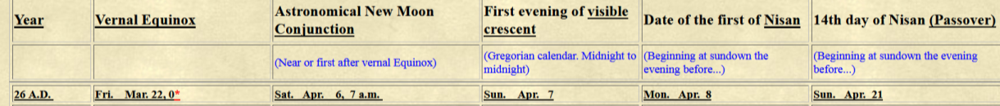 Year
Vernal Equinox
Astronomical New Moon
Conjunction
First evening of visible
crescent
Date of the first of Nisan
14th day of Nisan (Passover)
(Near or first after vernal Equinox)
(Gregorian calendar. Midnight to
midnight)
(Beginning at sundown the
evening before...)
(Beginning at sundown the evening
before...)
26 A.D.
Fri. Mar. 22, 0*
Sat. Apr. 6, 7 a.m.
Sun. Apr. 7
Mon. Apr. 8
Sun. Apr. 21